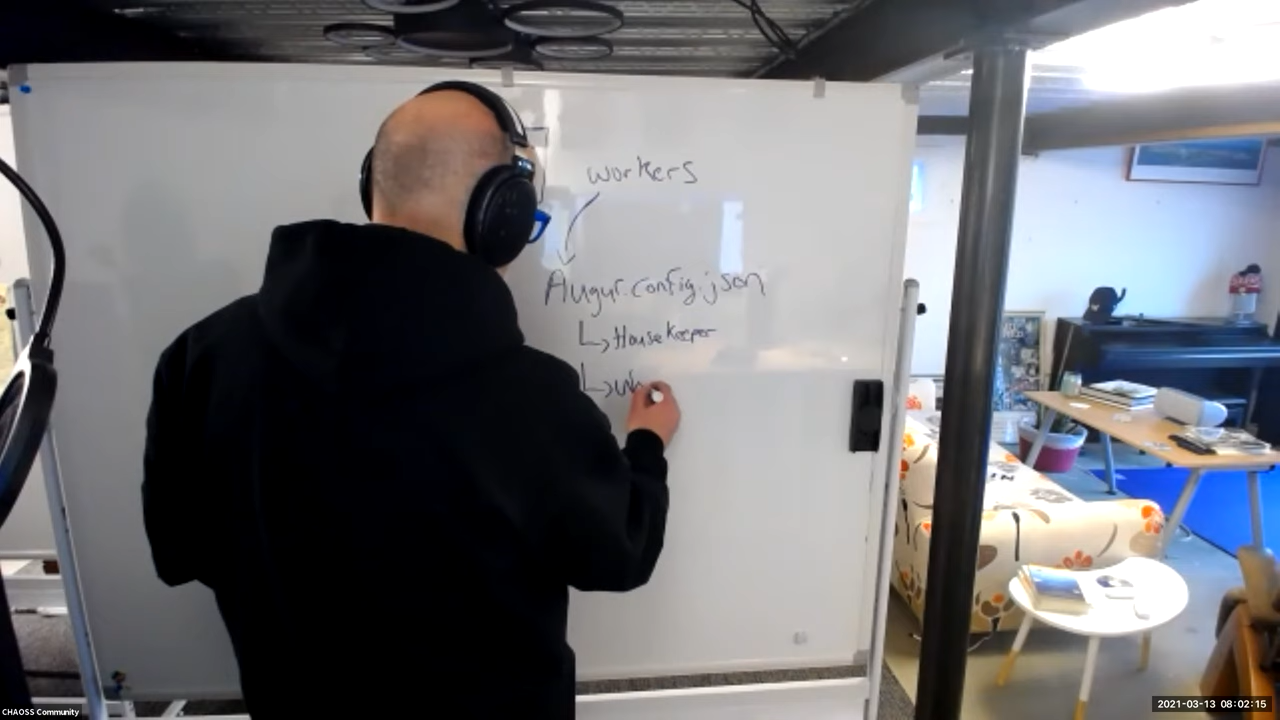 workers
Augur.config.json
↳HouseKeeper
CHAOSS Community
2021-03-13 08:02:15